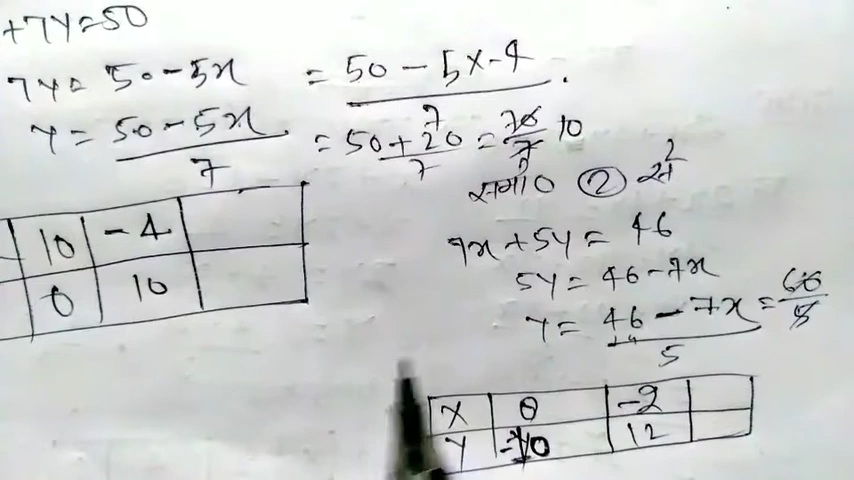 +7Y=50
7Y= 50-5x = 50 - 5x-4 / 7
Y = 50-5x / 7 = 50+20 / 7 = 70 / 7 10
समी0 ② से
7x+5Y= 46
5Y= 46-7x
Y= 46-7x / 5 = 60 / 5
10 -4
0 10
X 0 -2
Y 12